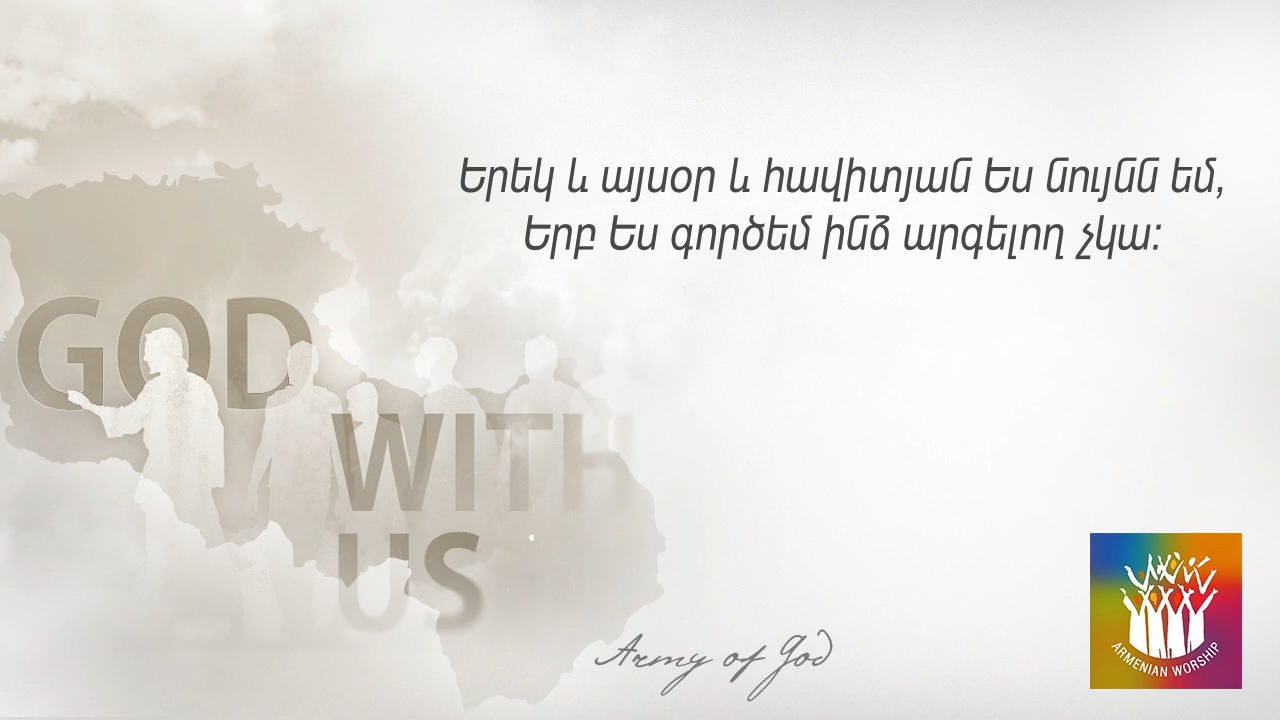 Երեկ և այսօր և հավիտյան Ես նույնն եմ,
Երբ Ես գործեմ ինձ արգելող չկա:
GOD
WITH
US
Army of God
ARMENIAN WORSHIP